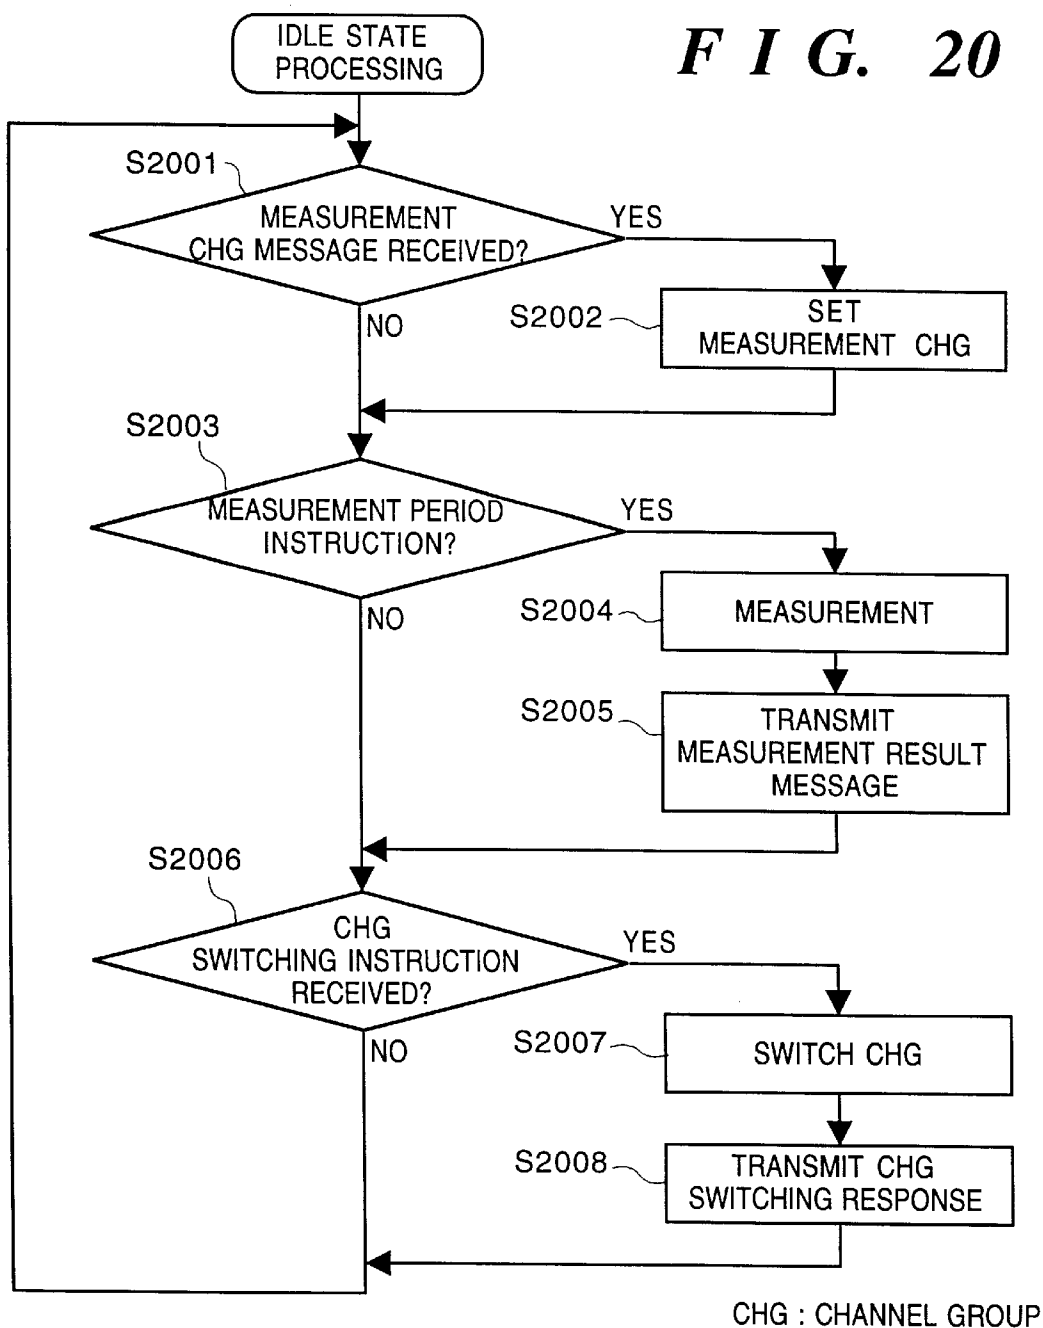 IDLE STATE
PROCESSING
FIG. 20
S2001
MEASUREMENT
CHG MESSAGE RECEIVED?
YES
NO
S2002
SET
MEASUREMENT CHG
S2003
MEASUREMENT PERIOD
INSTRUCTION?
YES
NO
S2004
MEASUREMENT
S2005
TRANSMIT
MEASUREMENT RESULT
MESSAGE
S2006
CHG
SWITCHING INSTRUCTION
RECEIVED?
YES
NO
S2007
SWITCH CHG
S2008
TRANSMIT CHG
SWITCHING RESPONSE
CHG : CHANNEL GROUP